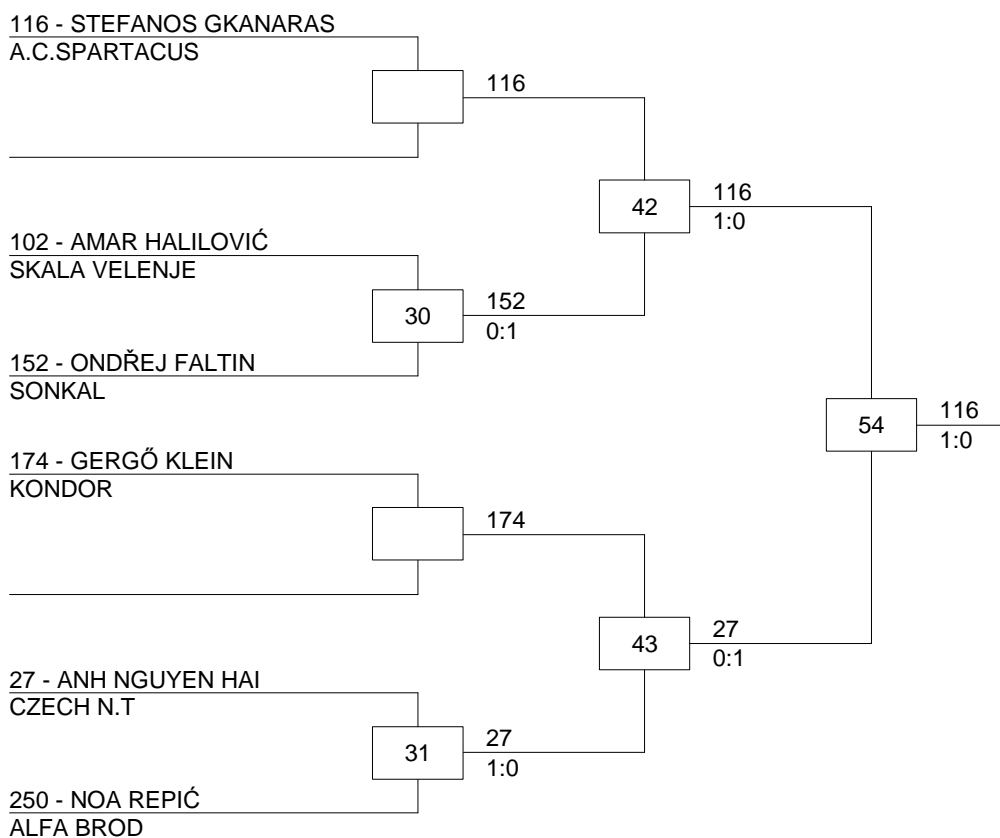 116 - STEFANOS GKANARAS
A.C.SPARTACUS
116
42
116
1:0
102 - AMAR HALILOVIĆ
SKALA VELENJE
30
152
0:1
152 - ONDŘEJ FALTIN
SONKAL
54
116
1:0
174 - GERGŐ KLEIN
KONDOR
174
43
27
0:1
27 - ANH NGUYEN HAI
CZECH N.T
31
27
1:0
250 - NOA REPIĆ
ALFA BROD